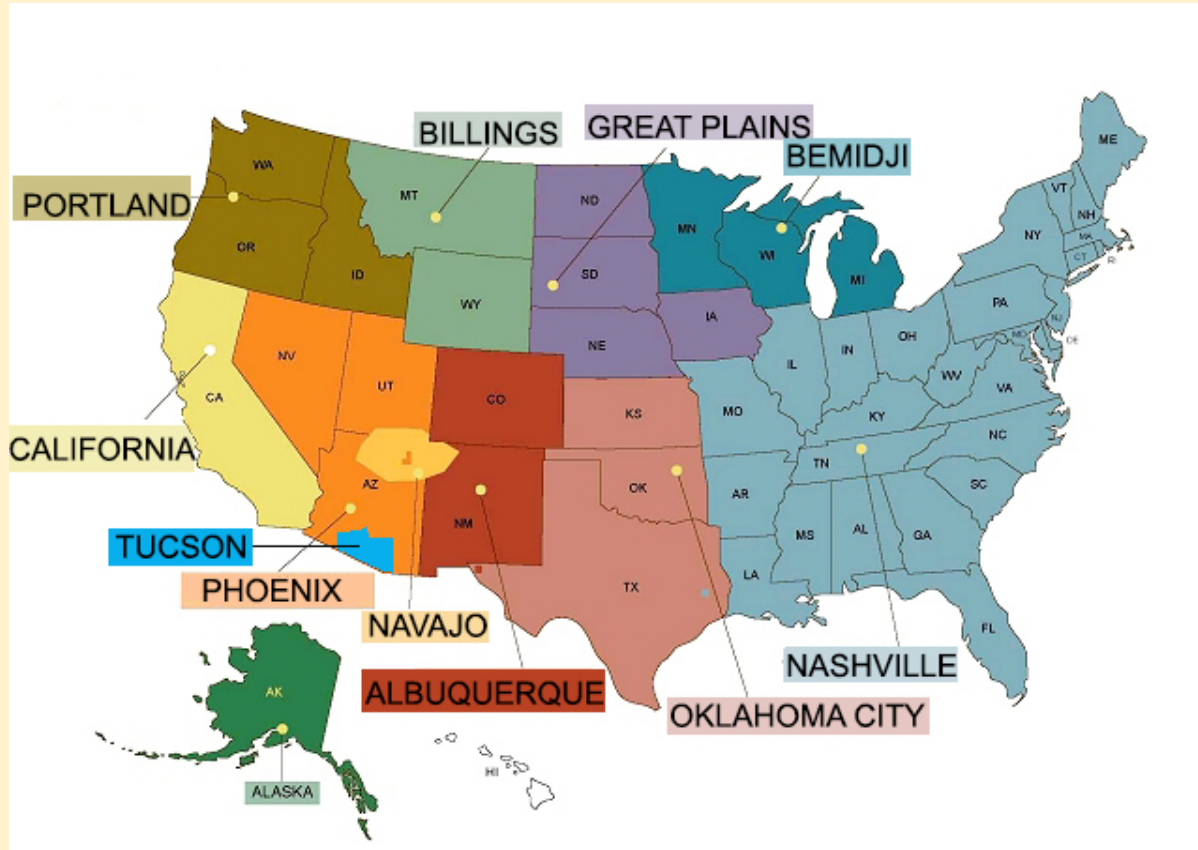 BILLINGS
GREAT PLAINS
BEMIDJI
PORTLAND
CALIFORNIA
TUCSON
PHOENIX
NAVAJO
ALBUQUERQUE
OKLAHOMA CITY
NASHVILLE
ALASKA
WA
OR
ID
MT
WY
ND
SD
NE
IA
MN
WI
MI
CA
NV
UT
AZ
CO
NM
KS
OK
TX
MO
AR
LA
IL
IN
OH
KY
TN
MS
AL
GA
FL
SC
NC
VA
WV
PA
NY
VT
NH
ME
MA
CT
RI
NJ
DE
MD
AK
HI